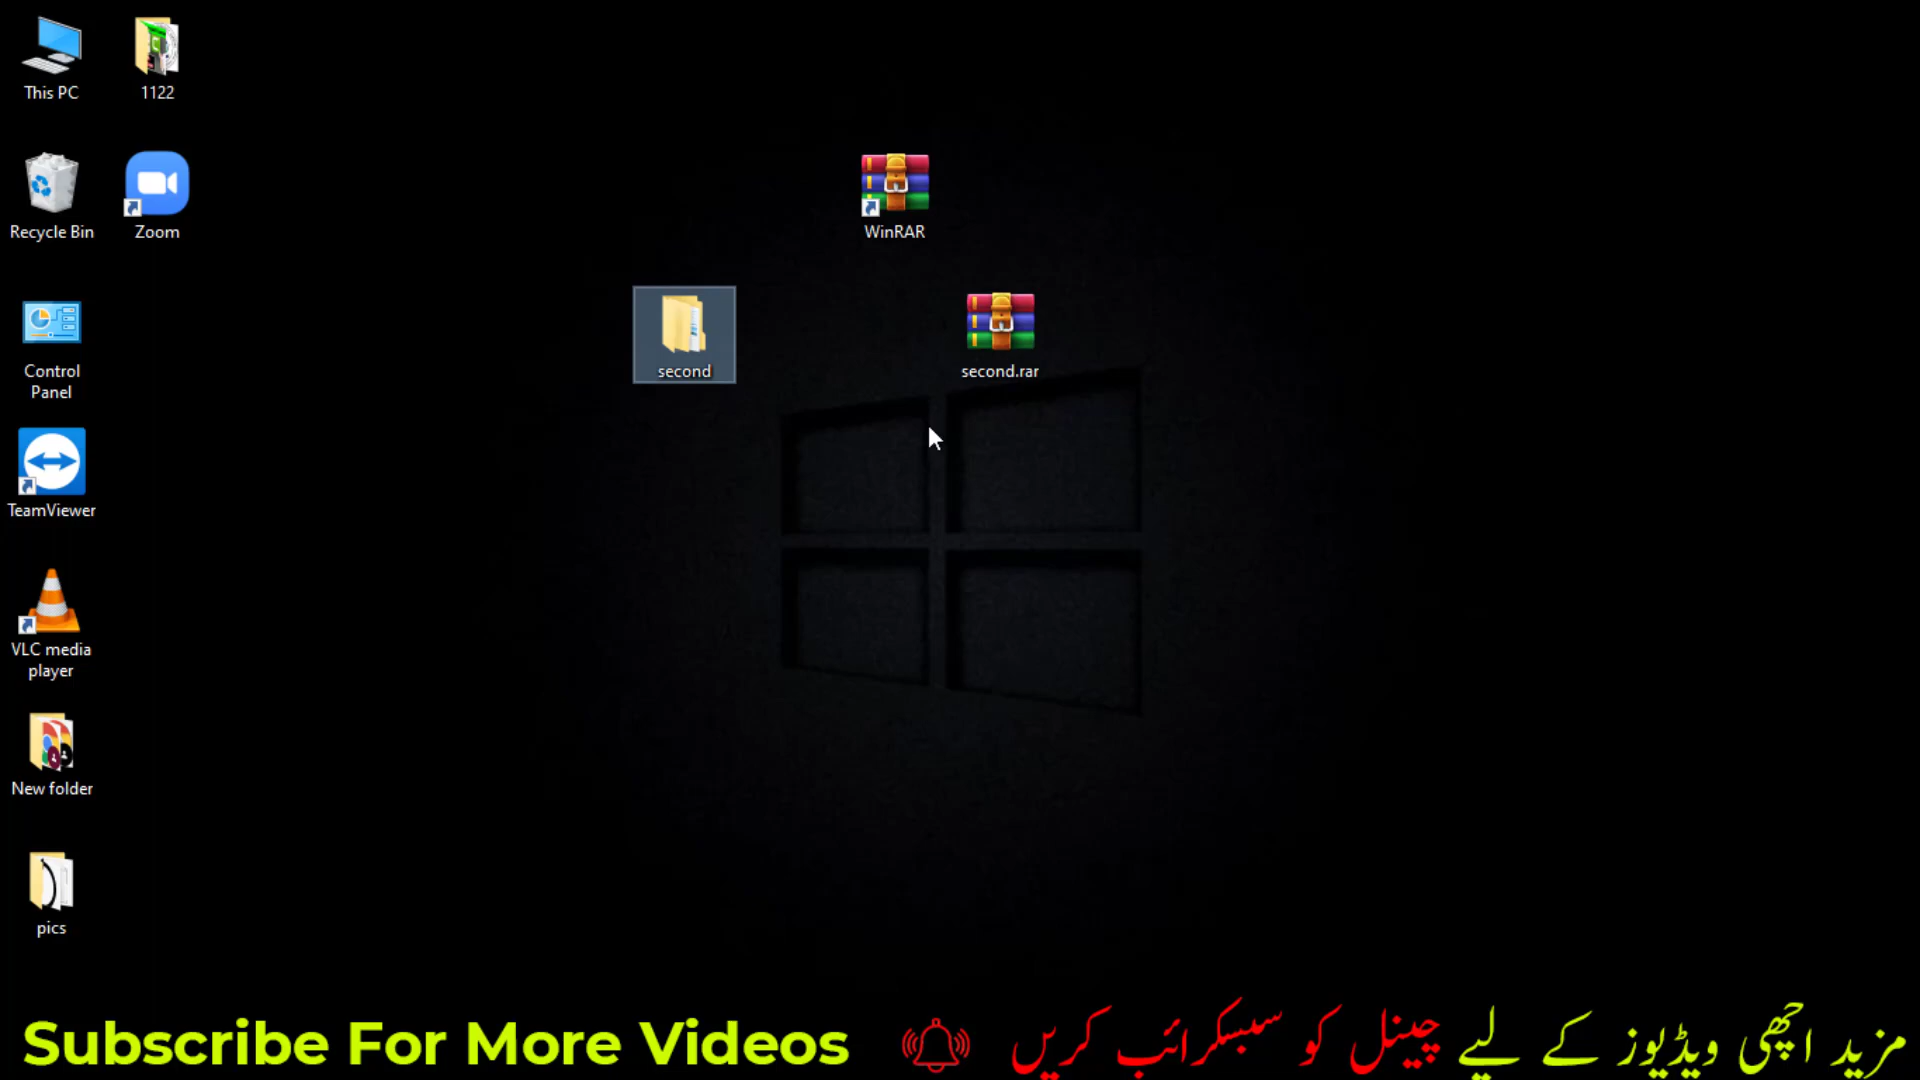 This PC
1122
Recycle Bin
Zoom
WinRAR
second
second.rar
Control
Panel
TeamViewer
VLC media
player
New folder
pics
Subscribe For More Videos
مزید اچھی ویڈیوز کے لیے چینل کو سبسکرائب کریں